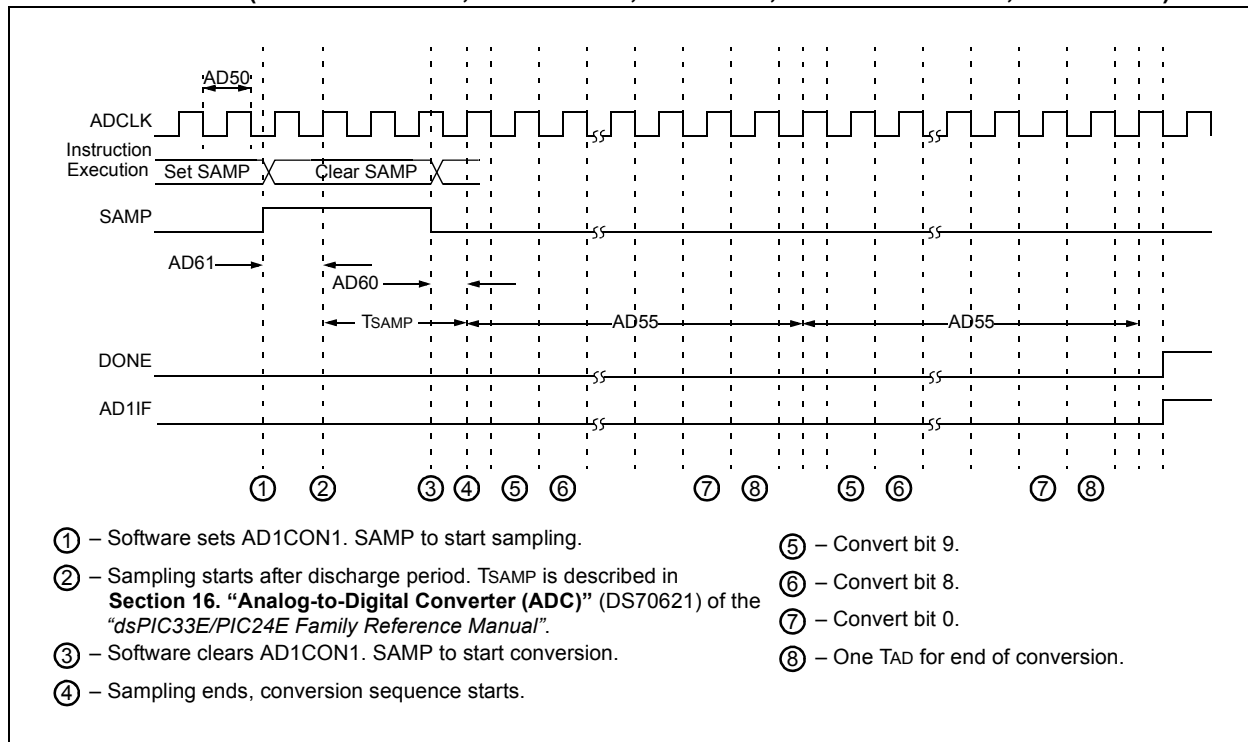 AD50
ADCLK
Instruction
Execution
Set SAMP
Clear SAMP
SAMP
AD61
AD60
TSAMP
AD55
AD55
DONE
AD1IF
1 2 3 4 5 6 7 8 5 6 7 8
1 – Software sets AD1CON1. SAMP to start sampling.
2 – Sampling starts after discharge period. TSAMP is described in
Section 16. “Analog-to-Digital Converter (ADC)” (DS70621) of the
“dsPIC33E/PIC24E Family Reference Manual”.
3 – Software clears AD1CON1. SAMP to start conversion.
4 – Sampling ends, conversion sequence starts.
5 – Convert bit 9.
6 – Convert bit 8.
7 – Convert bit 0.
8 – One TAD for end of conversion.